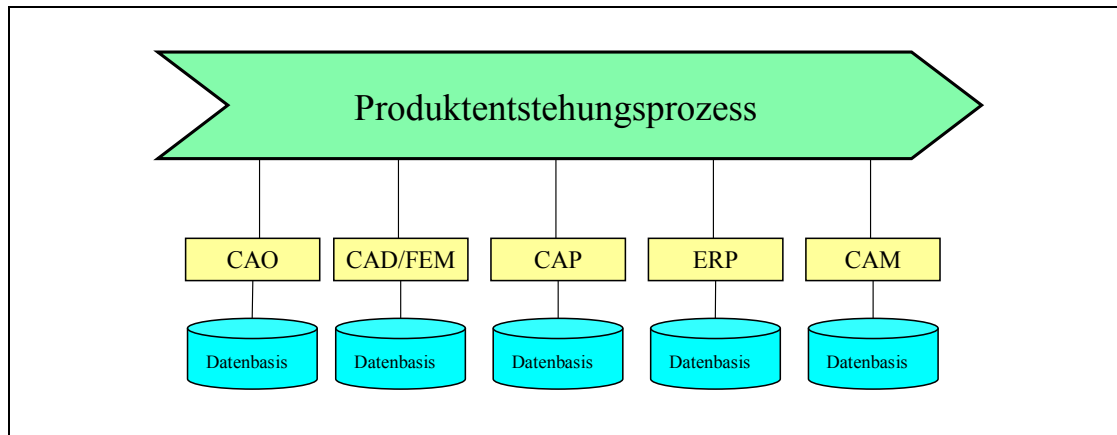 Produktentstehungsprozess
CAO CAD/FEM CAP ERP CAM
Datenbasis Datenbasis Datenbasis Datenbasis Datenbasis